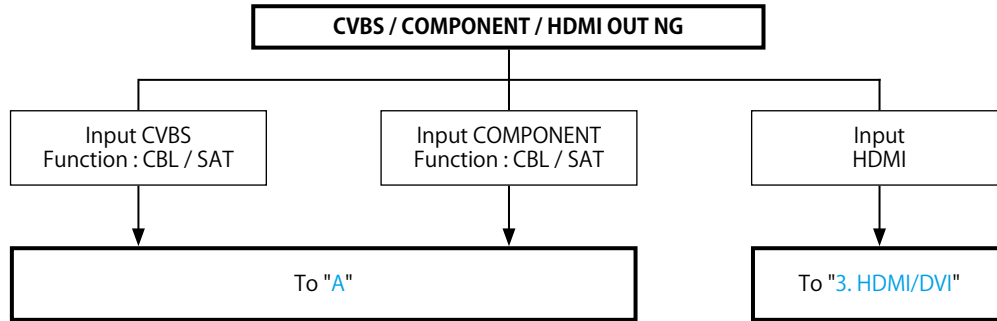 CVBS / COMPONENT / HDMI OUT NG
Input CVBS
Function : CBL / SAT
Input COMPONENT
Function : CBL / SAT
Input
HDMI
To "A"
To "3. HDMI/DVI"